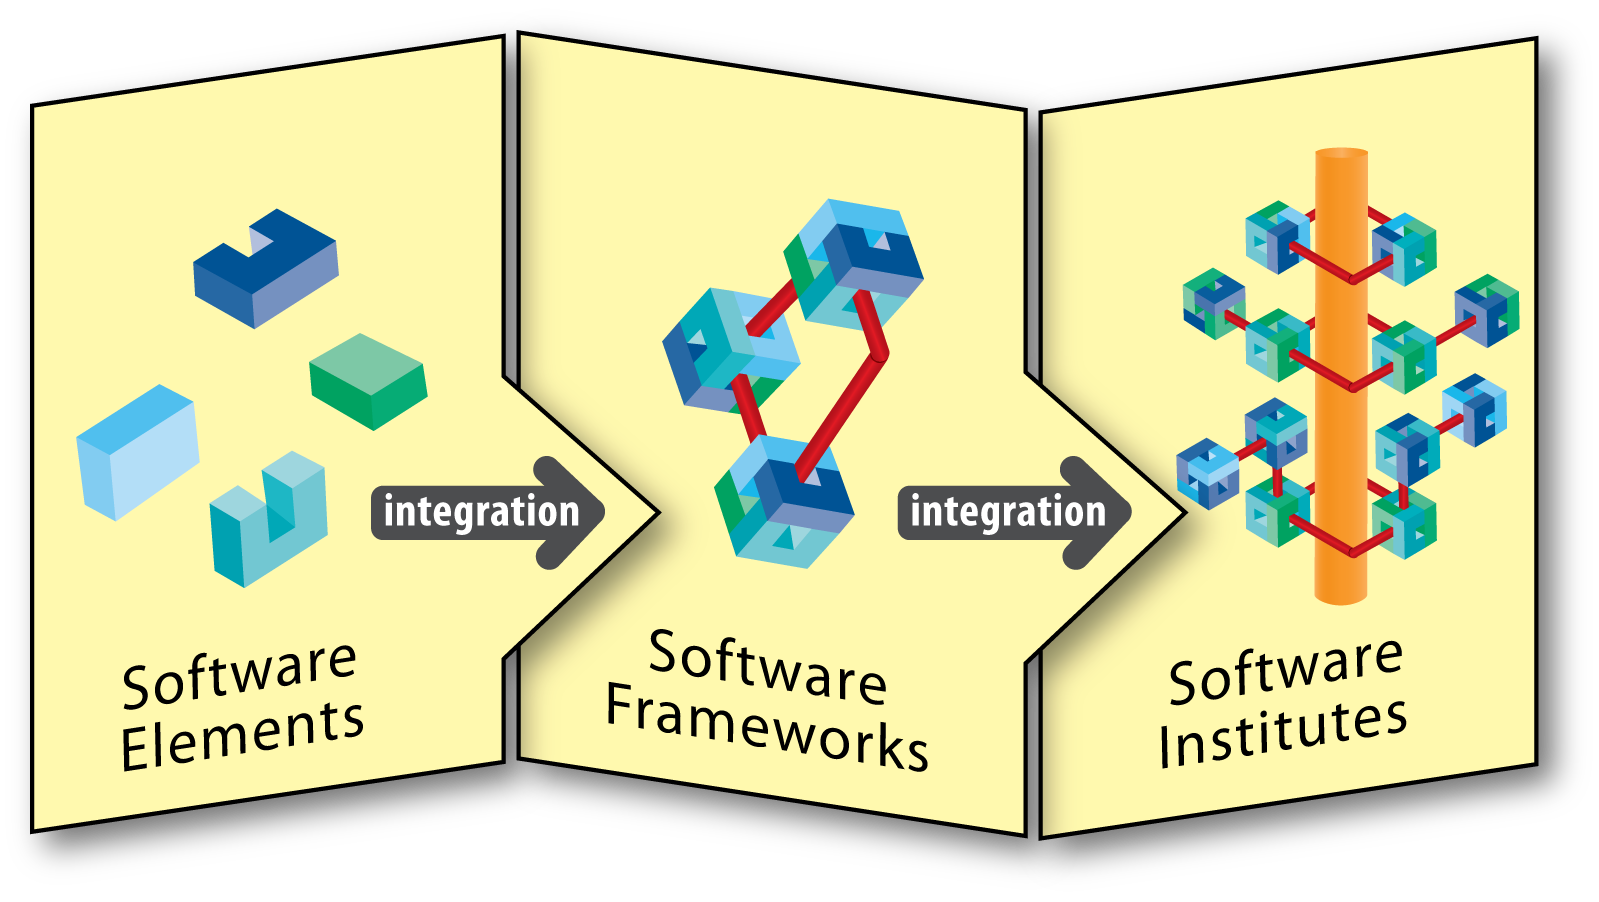 integration
integration
Software
Elements
Software
Frameworks
Software
Institutes